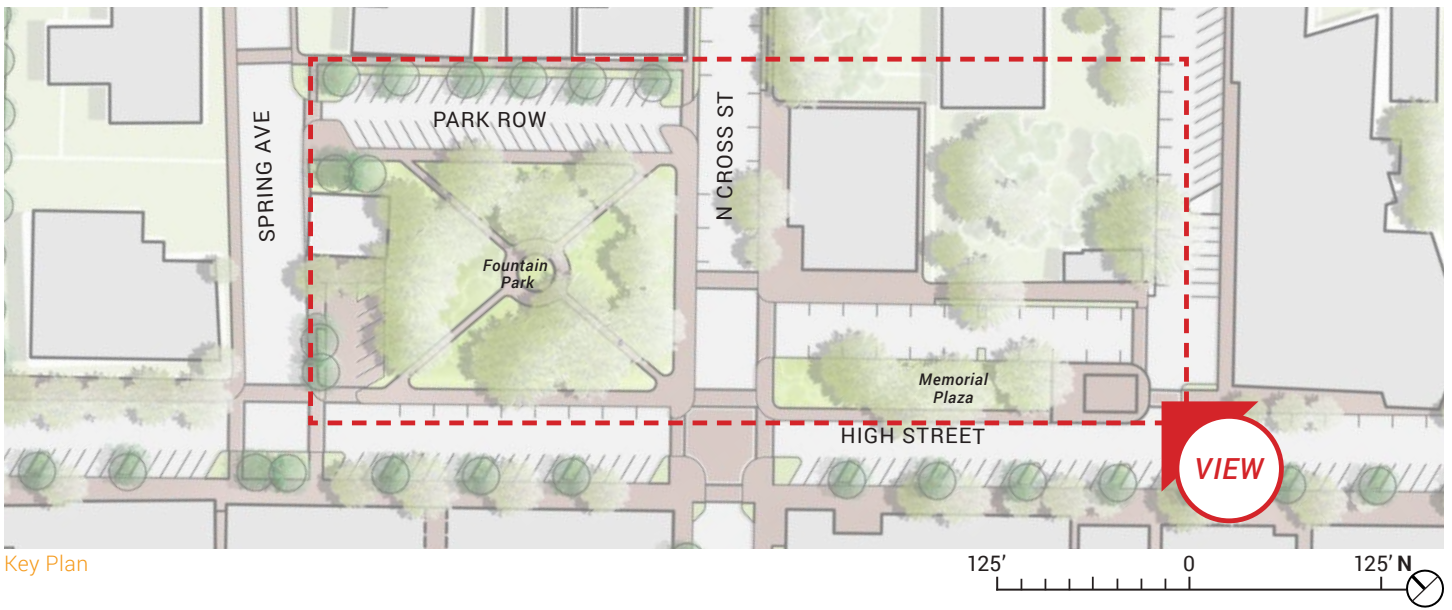 PARK ROW
SPRING AVE
N CROSS ST
Fountain
Park
Memorial
Plaza
HIGH STREET
VIEW
Key Plan
125' 0 125' N